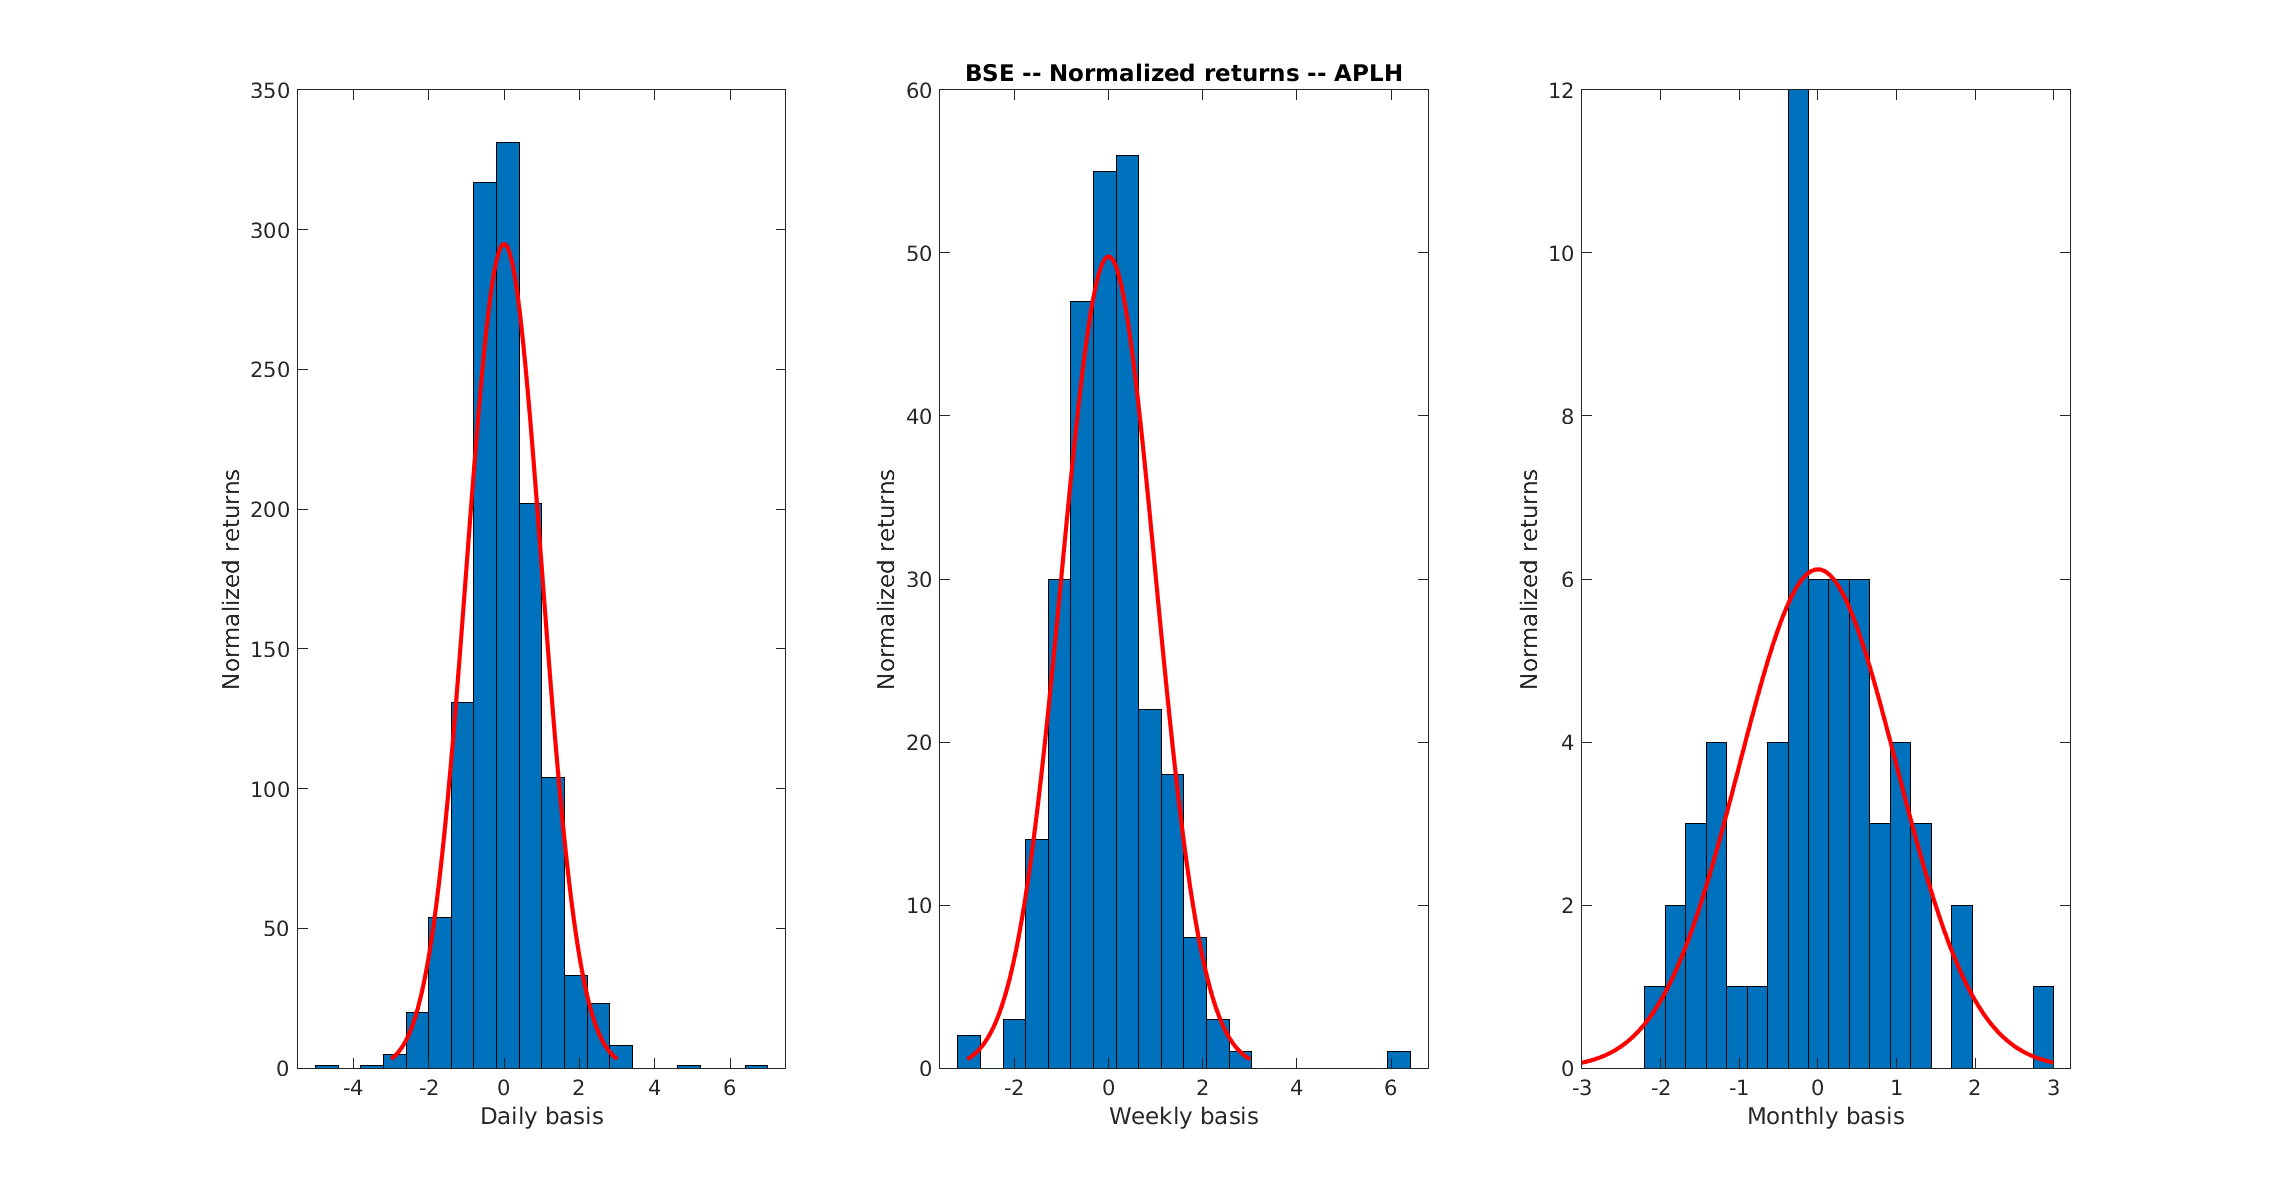 BSE -- Normalized returns -- APLH
350
300
250
200
150
100
50
0
Normalized returns
-4 -2 0 2 4 6
Daily basis
60
50
40
30
20
10
0
Normalized returns
-2 0 2 4 6
Weekly basis
12
10
8
6
4
2
0
Normalized returns
-3 -2 -1 0 1 2 3
Monthly basis